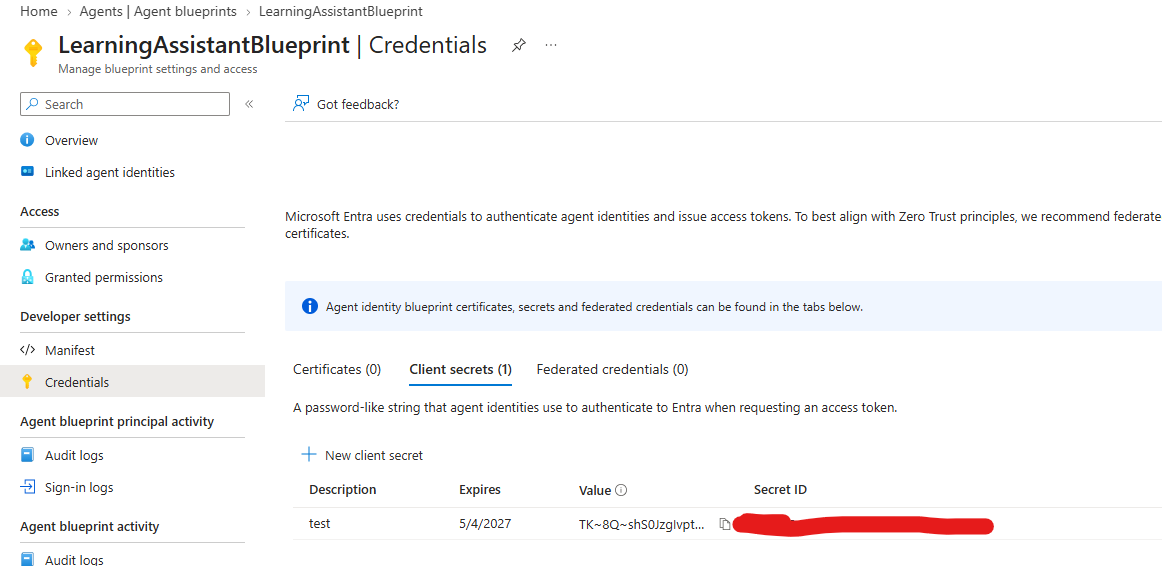 Home > Agents | Agent blueprints > LearningAssistantBlueprint
LearningAssistantBlueprint | Credentials
Manage blueprint settings and access
Search
Got feedback?
Overview
Linked agent identities
Access
Owners and sponsors
Granted permissions
Developer settings
Manifest
Credentials
Agent blueprint principal activity
Audit logs
Sign-in logs
Agent blueprint activity
Audit logs
Microsoft Entra uses credentials to authenticate agent identities and issue access tokens. To best align with Zero Trust principles, we recommend federate
certificates.
Agent identity blueprint certificates, secrets and federated credentials can be found in the tabs below.
Certificates (0) Client secrets (1) Federated credentials (0)
A password-like string that agent identities use to authenticate to Entra when requesting an access token.
New client secret
Description Expires Value Secret ID
test 5/4/2027 TK~8Q~shS0JzgIvpt...